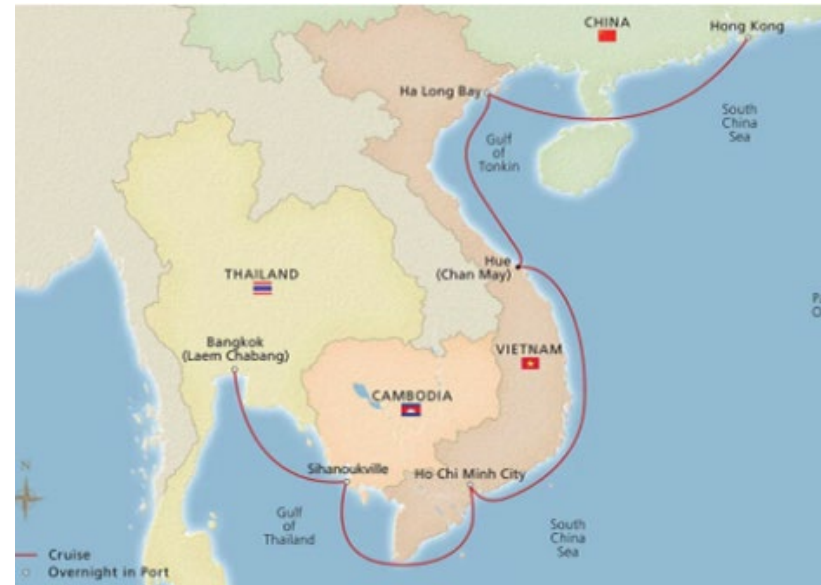 CHINA
Hong Kong
Ha Long Bay
South
China
Sea
Gulf
of
Tonkin
Hue
(Chan May)
THAILAND
Bangkok
(Laem Chabang)
VIETNAM
CAMBODIA
Sihanoukville
Ho Chi Minh City
Gulf
of
Thailand
South
China
Sea
N
Cruise
Overnight in Port